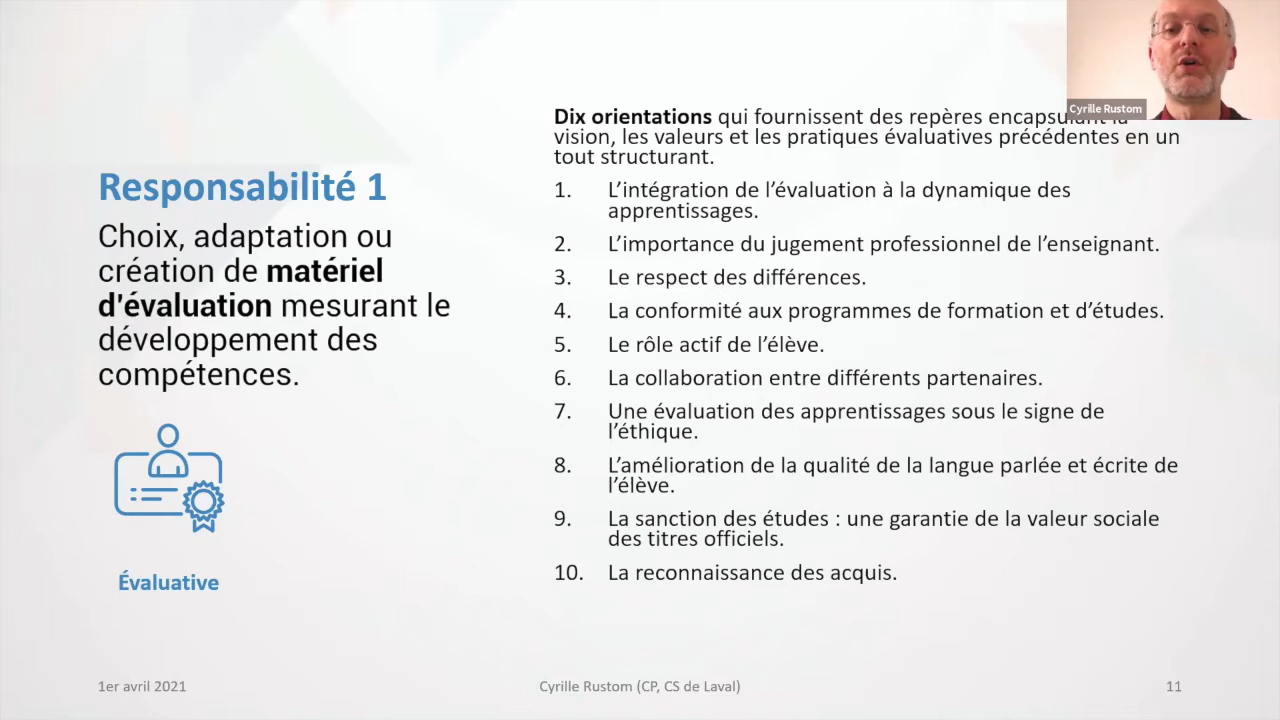 Cyrille Rustom
Responsabilité 1
Choix, adaptation ou
création de matériel
d'évaluation mesurant le
développement des
compétences.
Évaluative
Dix orientations qui fournissent des repères
vision, les valeurs et les pratiques évaluatives précédentes en un
tout structurant.
1. L’intégration de l’évaluation à la dynamique des
apprentissages.
2. L’importance du jugement professionnel de l’enseignant.
3. Le respect des différences.
4. La conformité aux programmes de formation et d’études.
5. Le rôle actif de l’élève.
6. La collaboration entre différents partenaires.
7. Une évaluation des apprentissages sous le signe de
l’éthique.
8. L’amélioration de la qualité de la langue parlée et écrite de
l’élève.
9. La sanction des études : une garantie de la valeur sociale
des titres officiels.
10. La reconnaissance des acquis.
1er avril 2021
Cyrille Rustom (CP, CS de Laval)
11